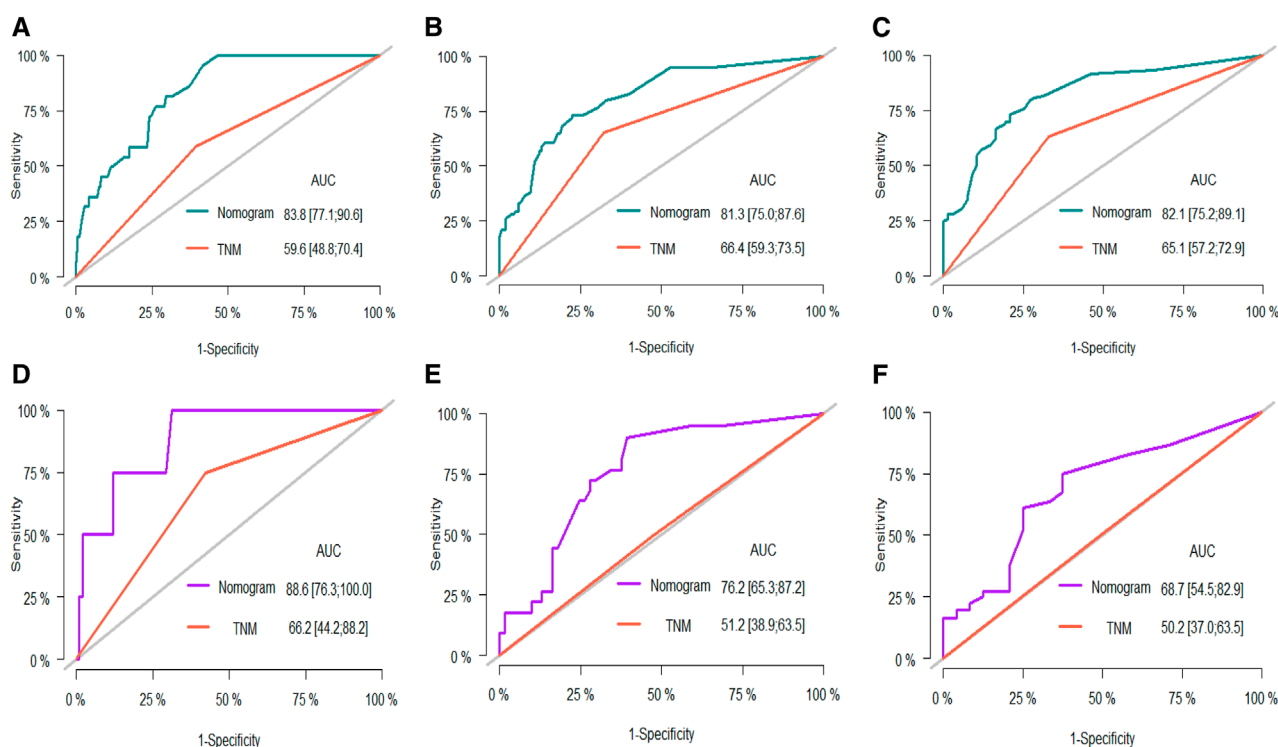 A
100 %
75 %
50 %
25 %
0 %
Sensitivity
AUC
Nomogram 83.8 [77.1;90.6]
TNM 59.6 [48.8;70.4]
0 % 25 % 50 % 75 % 100 %
1-Specificity
B
100 %
75 %
50 %
25 %
0 %
Sensitivity
AUC
Nomogram 81.3 [75.0;87.6]
TNM 66.4 [59.3;73.5]
0 % 25 % 50 % 75 % 100 %
1-Specificity
C
100 %
75 %
50 %
25 %
0 %
Sensitivity
AUC
Nomogram 82.1 [75.2;89.1]
TNM 65.1 [57.2;72.9]
0 % 25 % 50 % 75 % 100 %
1-Specificity
D
100 %
75 %
50 %
25 %
0 %
Sensitivity
AUC
Nomogram 88.6 [76.3;100.0]
TNM 66.2 [44.2;88.2]
0 % 25 % 50 % 75 % 100 %
1-Specificity
E
100 %
75 %
50 %
25 %
0 %
Sensitivity
AUC
Nomogram 76.2 [65.3;87.2]
TNM 51.2 [38.9;63.5]
0 % 25 % 50 % 75 % 100 %
1-Specificity
F
100 %
75 %
50 %
25 %
0 %
Sensitivity
AUC
Nomogram 68.7 [54.5;82.9]
TNM 50.2 [37.0;63.5]
0 % 25 % 50 % 75 % 100 %
1-Specificity